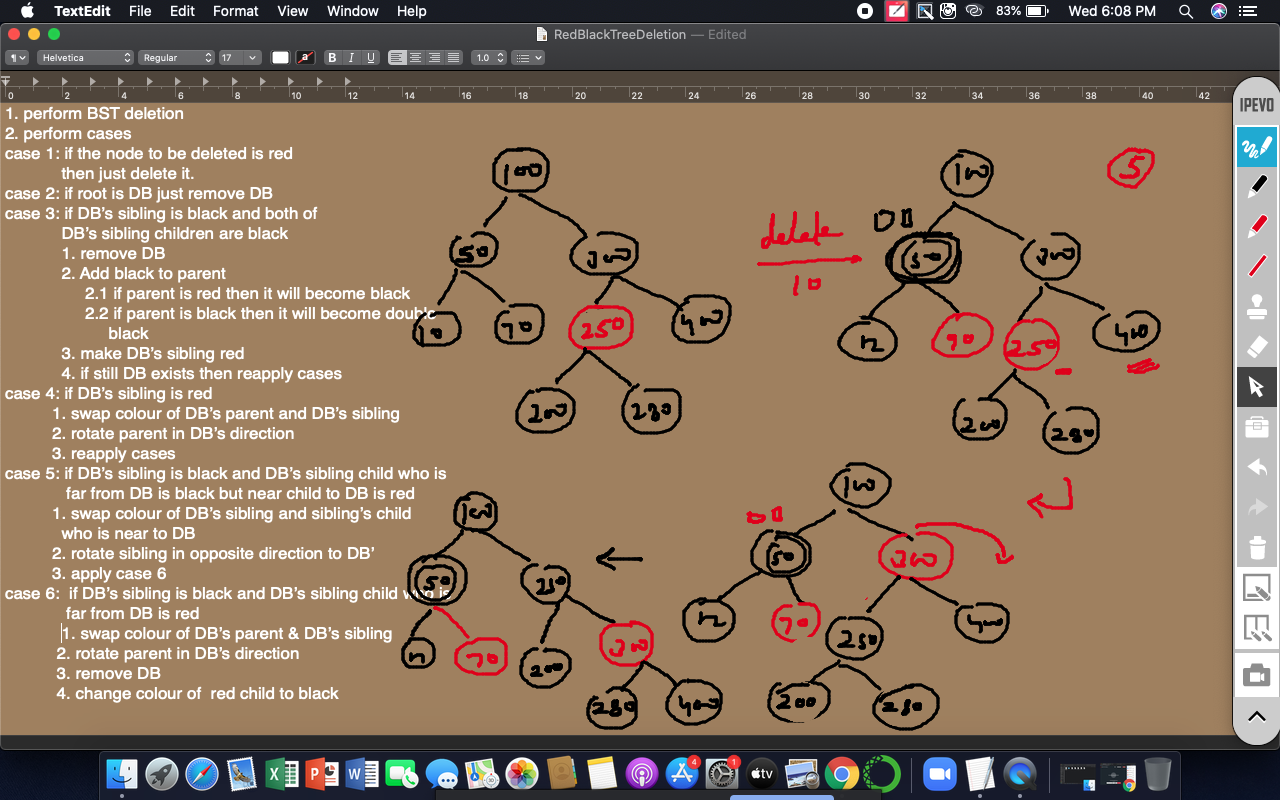 TextEdit File Edit Format View Window Help 83% Wed 6:08 PM
RedBlackTreeDeletion — Edited
Helvetica Regular 17 a B I U 1.0
0 2 4 6 8 10 12 14 16 18 20 22 24 26 28 30 32 34 36 38 40 42
IPEVO
1. perform BST deletion
2. perform cases
case 1: if the node to be deleted is red
then just delete it.
case 2: if root is DB just remove DB
case 3: if DB’s sibling is black and both of
DB’s sibling children are black
1. remove DB
2. Add black to parent
2.1 if parent is red then it will become black
2.2 if parent is black then it will become double
black
3. make DB’s sibling red
4. if still DB exists then reapply cases
case 4: if DB’s sibling is red
1. swap colour of DB’s parent and DB’s sibling
2. rotate parent in DB’s direction
3. reapply cases
case 5: if DB’s sibling is black and DB’s sibling child who is
far from DB is black but near child to DB is red
1. swap colour of DB’s sibling and sibling’s child
who is near to DB
2. rotate sibling in opposite direction to DB’
3. apply case 6
case 6: if DB’s sibling is black and DB’s sibling child who is
far from DB is red
1. swap colour of DB’s parent & DB’s sibling
2. rotate parent in DB’s direction
3. remove DB
4. change colour of red child to black
100
50 300
10 70 250 400
200 280
delete
10
5
100
DB
50 300
N 70 250 400
200 280
100
DB
50 300
N 70 250 400
200 280
100
50 250
70 200 300
280 400
4 1
tv